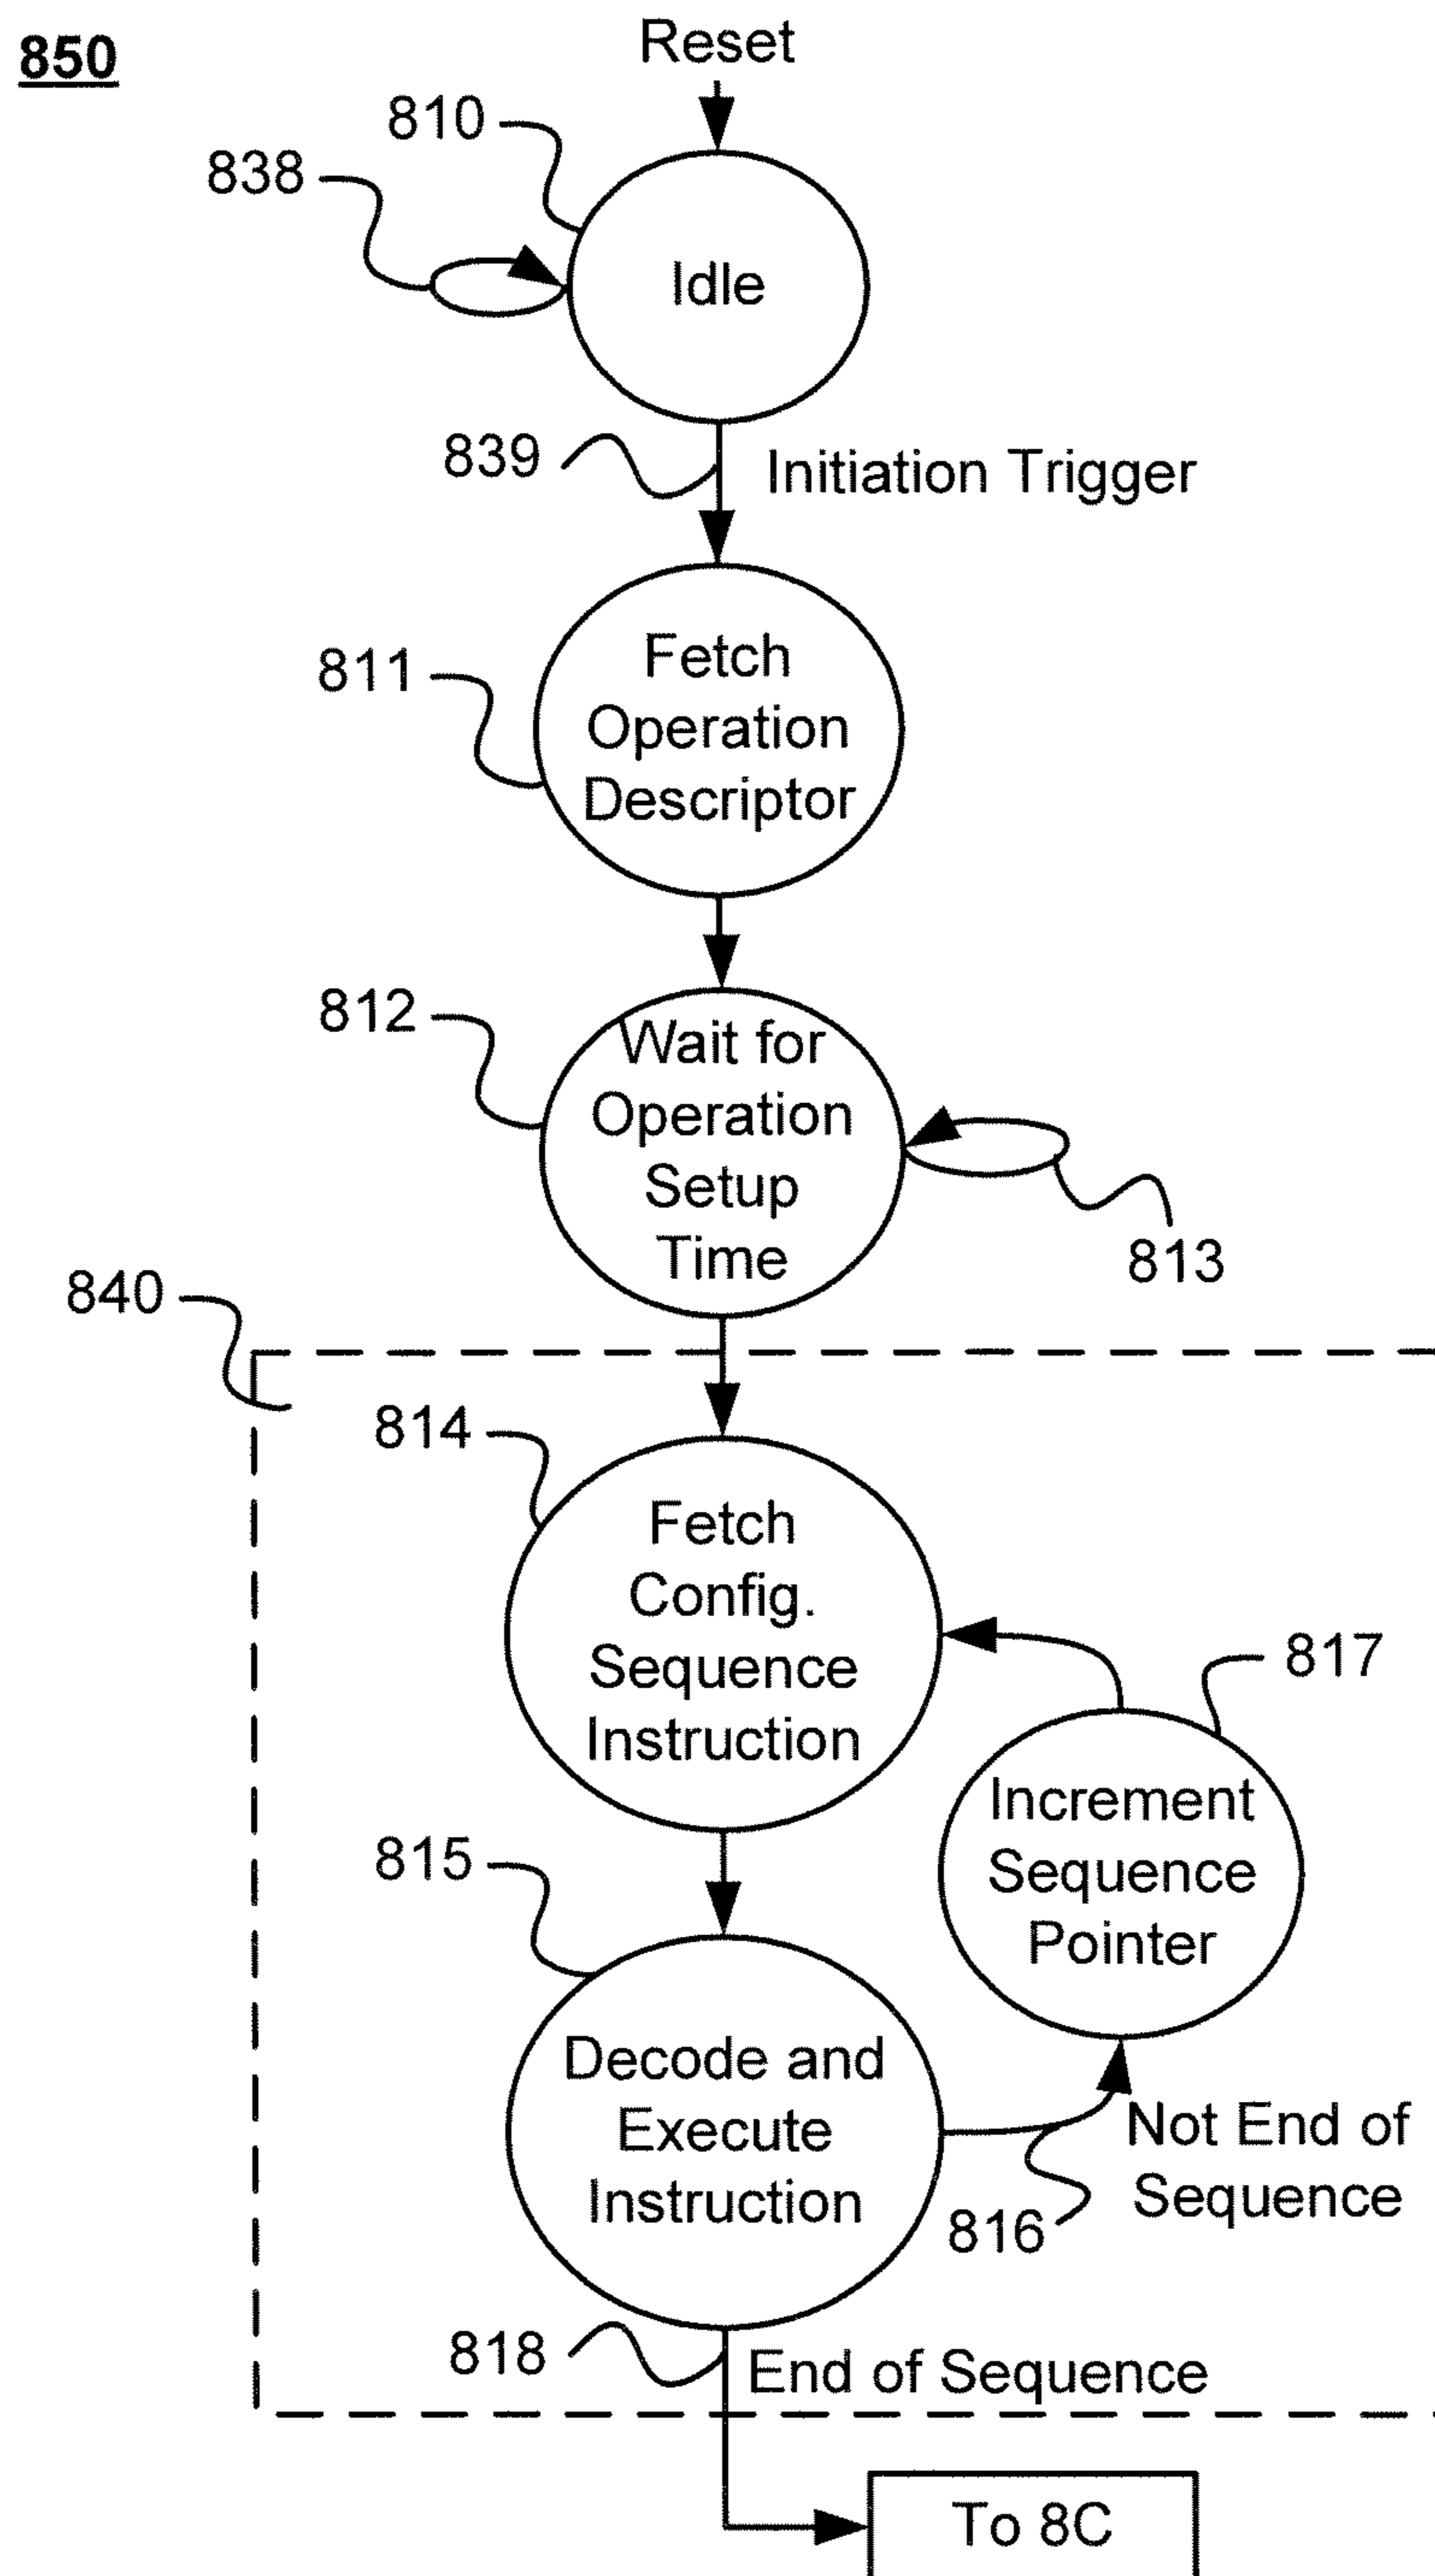 850
Reset
810
838
Idle
839
Initiation Trigger
811
Fetch
Operation
Descriptor
812
Wait for
Operation
Setup
Time
813
840
814
Fetch
Config.
Sequence
Instruction
817
Increment
Sequence
Pointer
815
Decode and
Execute
Instruction
816
Not End of
Sequence
818
End of Sequence
To 8C